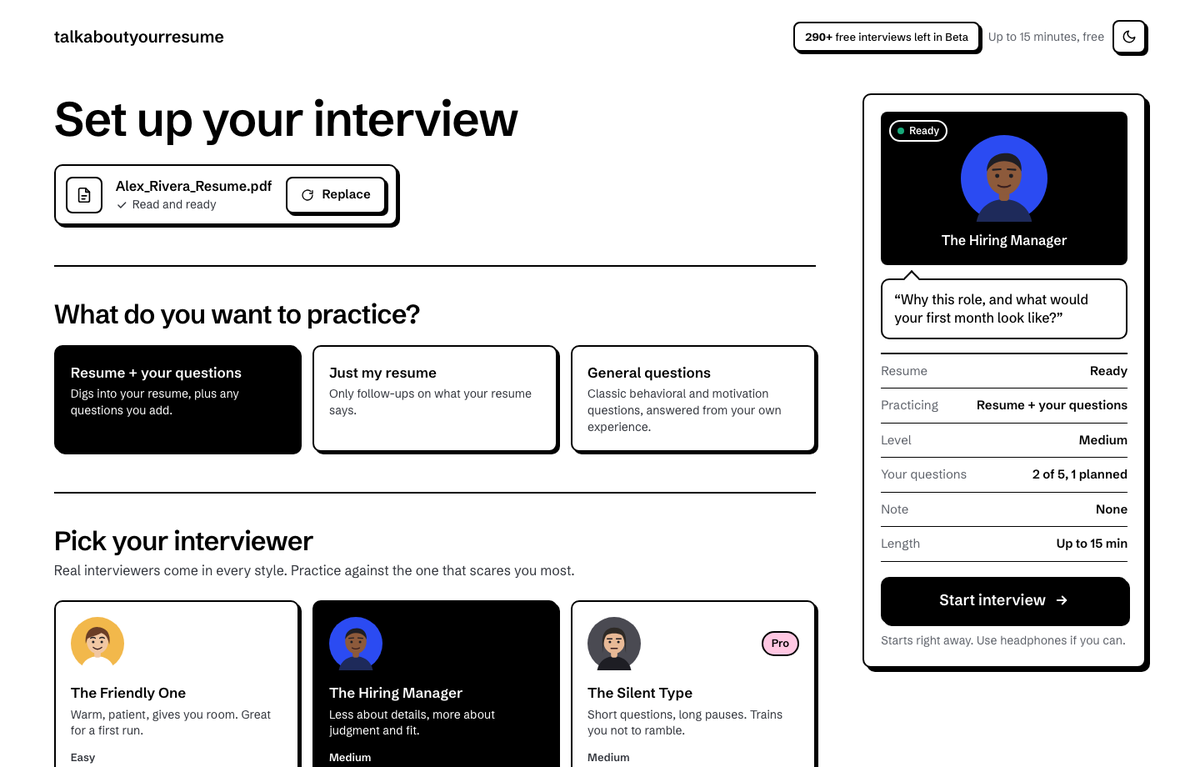 talkaboutyourresume
290+ free interviews left in Beta
Up to 15 minutes, free
Set up your interview
Alex_Rivera_Resume.pdf
Read and ready
Replace
What do you want to practice?
Resume + your questions
Digs into your resume, plus any
questions you add.
Just my resume
Only follow-ups on what your resume
says.
General questions
Classic behavioral and motivation
questions, answered from your own
experience.
Pick your interviewer
Real interviewers come in every style. Practice against the one that scares you most.
The Friendly One
Warm, patient, gives you room. Great
for a first run.
Easy
The Hiring Manager
Less about details, more about
judgment and fit.
Medium
Pro
The Silent Type
Short questions, long pauses. Trains
you not to ramble.
Medium
Ready
The Hiring Manager
“Why this role, and what would
your first month look like?”
Resume Ready
Practicing Resume + your questions
Level Medium
Your questions 2 of 5, 1 planned
Note None
Length Up to 15 min
Start interview →
Starts right away. Use headphones if you can.